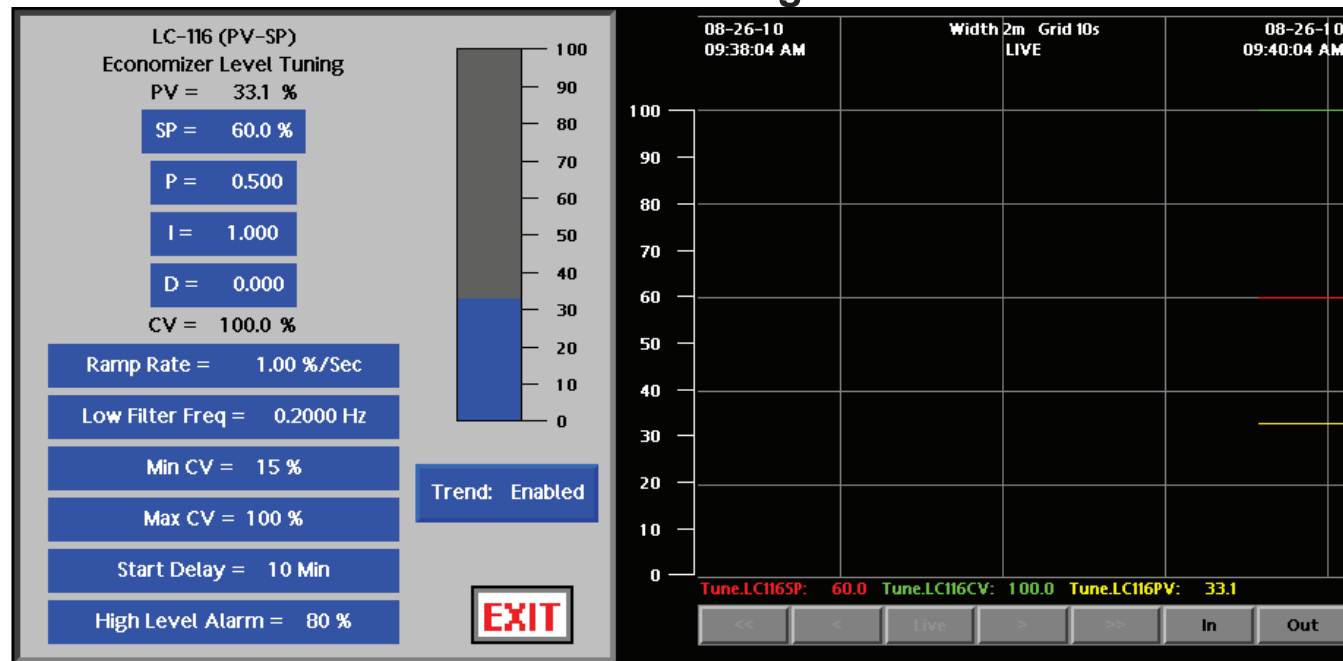 LC-116 (PV-SP)
Economizer Level Tuning
PV = 33.1 %
SP = 60.0 %
P = 0.500
I = 1.000
D = 0.000
CV = 100.0 %
Ramp Rate = 1.00 %/Sec
Low Filter Freq = 0.2000 Hz
Min CV = 15 %
Max CV = 100 %
Start Delay = 10 Min
High Level Alarm = 80 %
100
90
80
70
60
50
40
30
20
10
0
Trend: Enabled
EXIT
08-26-10 Width 2m Grid 10s 08-26-10
09:38:04 AM LIVE 09:40:04 AM
100
90
80
70
60
50
40
30
20
10
0
Tune.LC116SP: 60.0 Tune.LC116CV: 100.0 Tune.LC116PV: 33.1
<< < Live > >> In Out